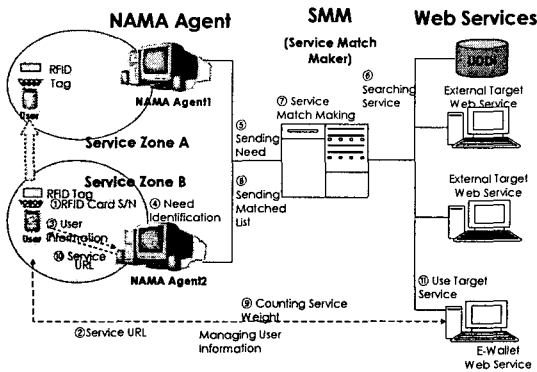 NAMA Agent
SMM
(Service Match
Maker)
Web Services
RFID
Tag
User
NAMA Agent1
Service Zone A
⑤
Sending
Need
⑦ Service
Match Making
⑥
Searching
Service
UDDI
External Target
Web Service
Service Zone B
RFID Tag
①RFID Card S/N
③ User
Information
User
⑩ Service
URL
④ Need
Identification
NAMA Agent2
⑧
Sending
Matched
List
External Target
Web Service
⑨ Counting Service
Weight
②Service URL
Managing User
Information
⑪ Use Target
Service
E-Wallet
Web Service